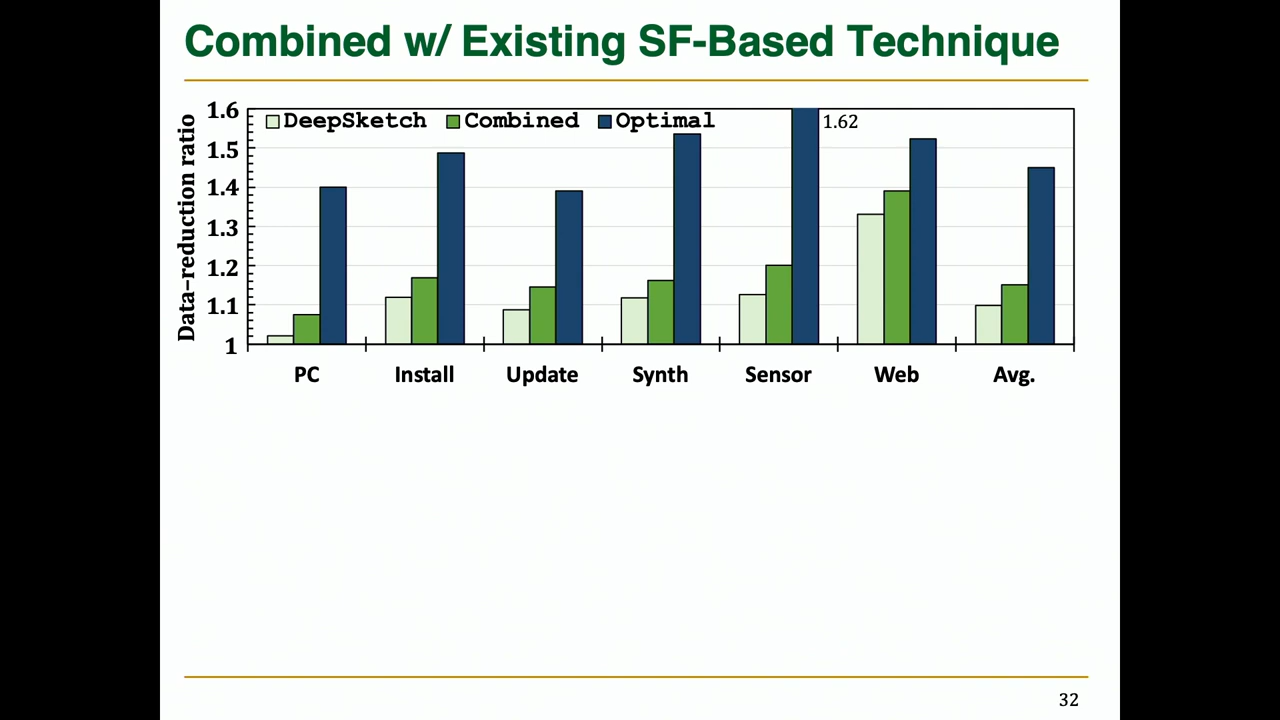 Combined w/ Existing SF-Based Technique
Data-reduction ratio
1.6
1.5
1.4
1.3
1.2
1.1
1
DeepSketch Combined Optimal
1.62
PC Install Update Synth Sensor Web Avg.
32